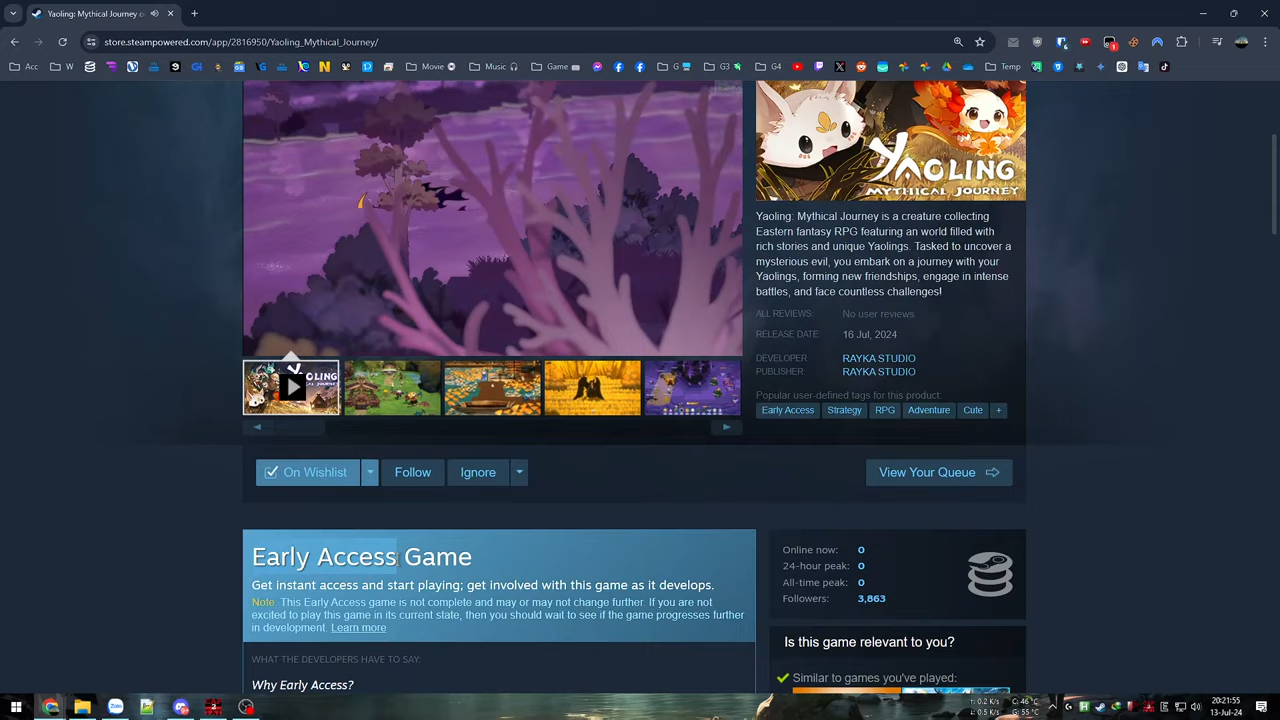 Yaoling: Mythical Journey o
store.steampowered.com/app/2816950/Yaoling_Mythical_Journey/
Acc
W
Movie
Music
Game
G
G3
G4
Temp
YAOLING
MYTHICAL JOURNEY
Yaoling: Mythical Journey is a creature collecting
Eastern fantasy RPG featuring an world filled with
rich stories and unique Yaolings. Tasked to uncover a
mysterious evil, you embark on a journey with your
Yaolings, forming new friendships, engage in intense
battles, and face countless challenges!
ALL REVIEWS: No user reviews
RELEASE DATE: 16 Jul, 2024
DEVELOPER: RAYKA STUDIO
PUBLISHER: RAYKA STUDIO
Popular user-defined tags for this product:
Early Access Strategy RPG Adventure Cute +
On Wishlist Follow Ignore View Your Queue
Early Access Game
Get instant access and start playing; get involved with this game as it develops.
Note: This Early Access game is not complete and may or may not change further. If you are not
excited to play this game in its current state, then you should wait to see if the game progresses further
in development. Learn more
WHAT THE DEVELOPERS HAVE TO SAY:
Why Early Access?
Online now: 0
24-hour peak: 0
All-time peak: 0
Followers: 3,863
Is this game relevant to you?
Similar to games you've played:
20:21:55
13-Jul-24